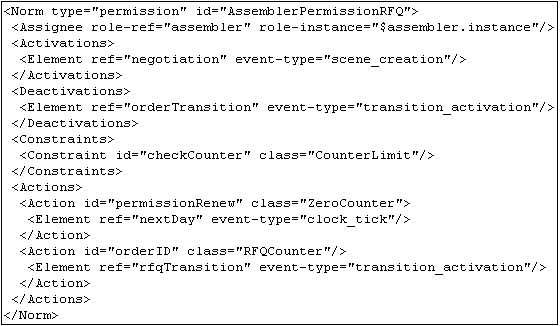 <Norm type="permission" id="AssemblerPermissionRFQ">
<Assignee role-ref="assembler" role-instance="$assembler.instance"/>
<Activations>
<Element ref="negotiation" event-type="scene_creation"/>
</Activations>
<Deactivations>
<Element ref="orderTransition" event-type="transition_activation"/>
</Deactivations>
<Constraints>
<Constraint id="checkCounter" class="CounterLimit"/>
</Constraints>
<Actions>
<Action id="permissionRenew" class="ZeroCounter">
<Element ref="nextDay" event-type="clock_tick"/>
</Action>
<Action id="orderID" class="RFQCounter"/>
<Element ref="rfqTransition" event-type="transition_activation"/>
</Action>
</Actions>
</Norm>